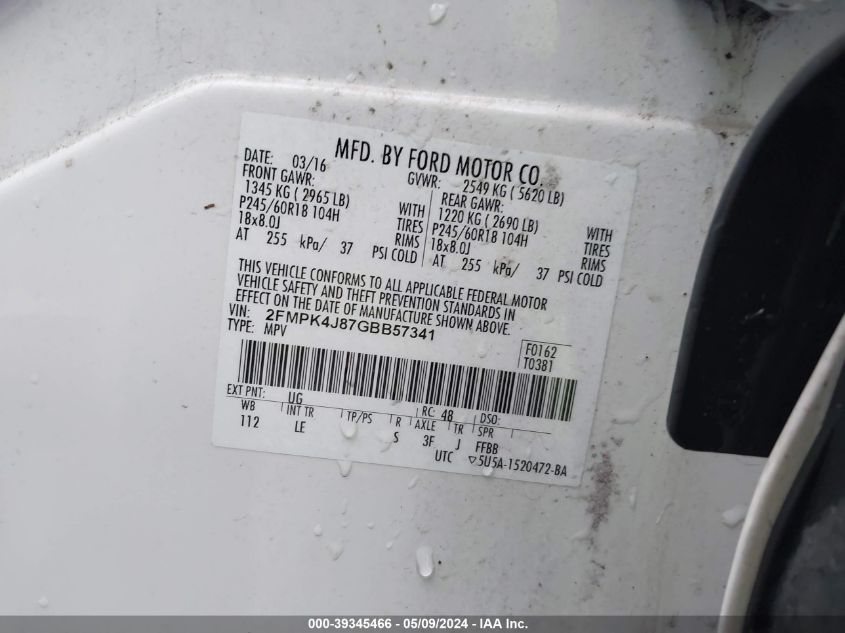 MFD. BY FORD MOTOR CO.
DATE: 03/16 GVWR: 2549 KG ( 5620 LB)
FRONT GAWR: REAR GAWR:
1345 KG ( 2965 LB) WITH 1220 KG ( 2690 LB) WITH
P245/60R18 104H TIRES P245/60R18 104H TIRES
18x8.0J RIMS 18x8.0J RIMS
AT 255 kPa/ 37 PSI COLD AT 255 kPa/ 37 PSI COLD
THIS VEHICLE CONFORMS TO ALL APPLICABLE FEDERAL MOTOR
VEHICLE SAFETY AND THEFT PREVENTION STANDARDS IN
EFFECT ON THE DATE OF MANUFACTURE SHOWN ABOVE.
VIN: 2FMPK4J87GBB57341
TYPE: MPV
F0162
T0381
EXT PNT: UG RC: 48 DSO:
WB INT TR TP/PS R AXLE TR SPR
112 LE S 3F J FFBB
UTC ▽5U5A-1520472-BA
000-39345466 - 05/09/2024 - IAA Inc.